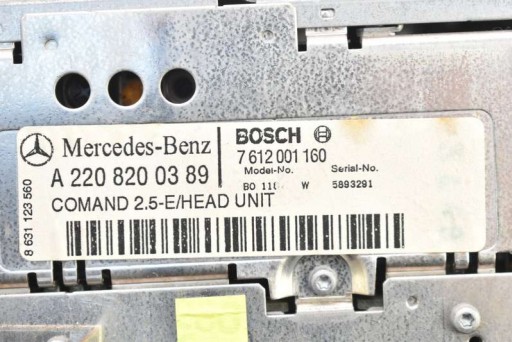 Mercedes-Benz
BOSCH
A 220 820 03 89
7 612 001 160
Model-No. Serial-No.
BO W 5893291
COMAND 2.5-E/HEAD UNIT
8 631 123 560